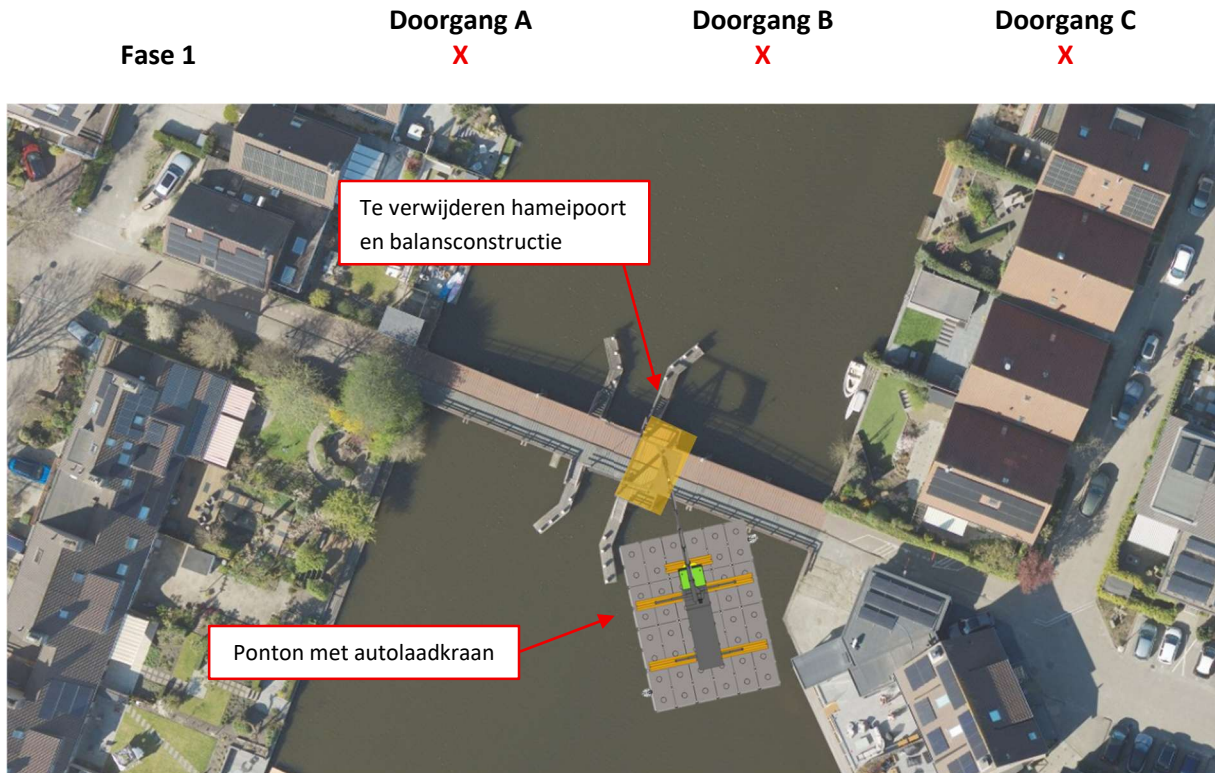 Doorgang A Doorgang B Doorgang C
Fase 1 X X X
Te verwijderen hameipoort
en balansconstructie
Ponton met autolaadkraan